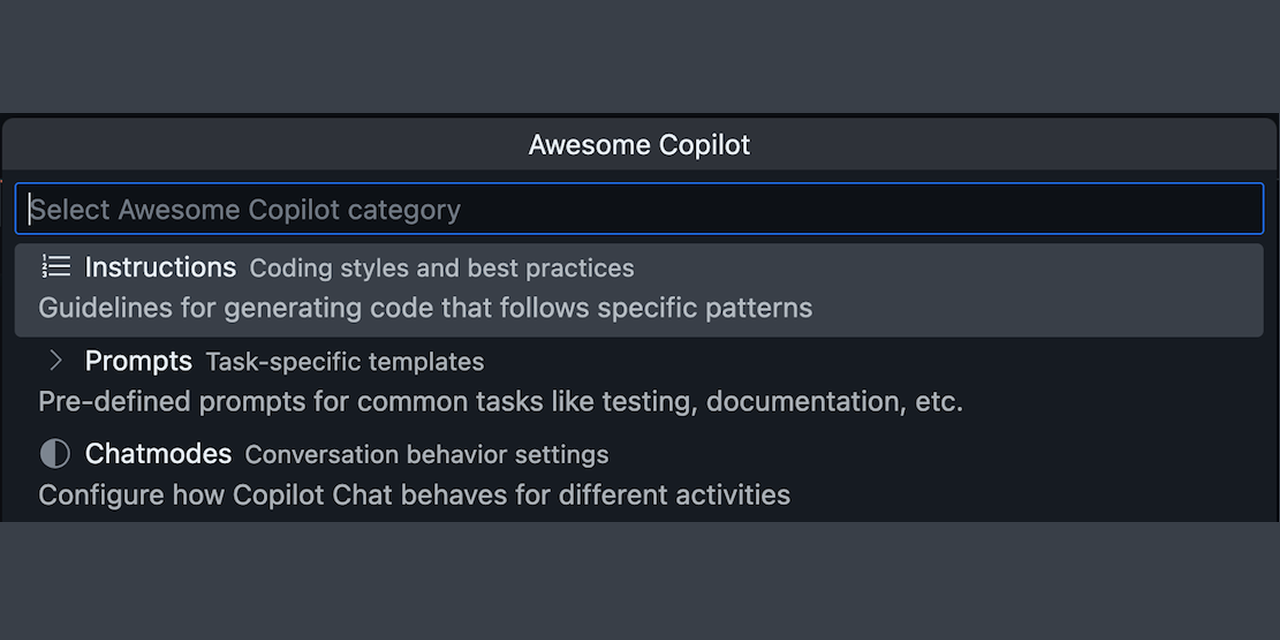 Awesome Copilot
Select Awesome Copilot category
Instructions Coding styles and best practices
Guidelines for generating code that follows specific patterns
Prompts Task-specific templates
Pre-defined prompts for common tasks like testing, documentation, etc.
Chatmodes Conversation behavior settings
Configure how Copilot Chat behaves for different activities